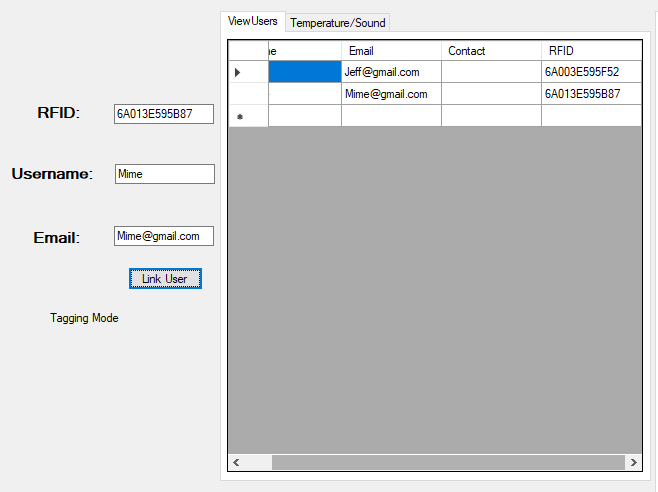 ViewUsers Temperature/Sound
Email Contact RFID
Jeff@gmail.com 6A003E595F52
Mime@gmail.com 6A013E595B87
RFID: 6A013E595B87
Username: Mime
Email: Mime@gmail.com
Link User
Tagging Mode